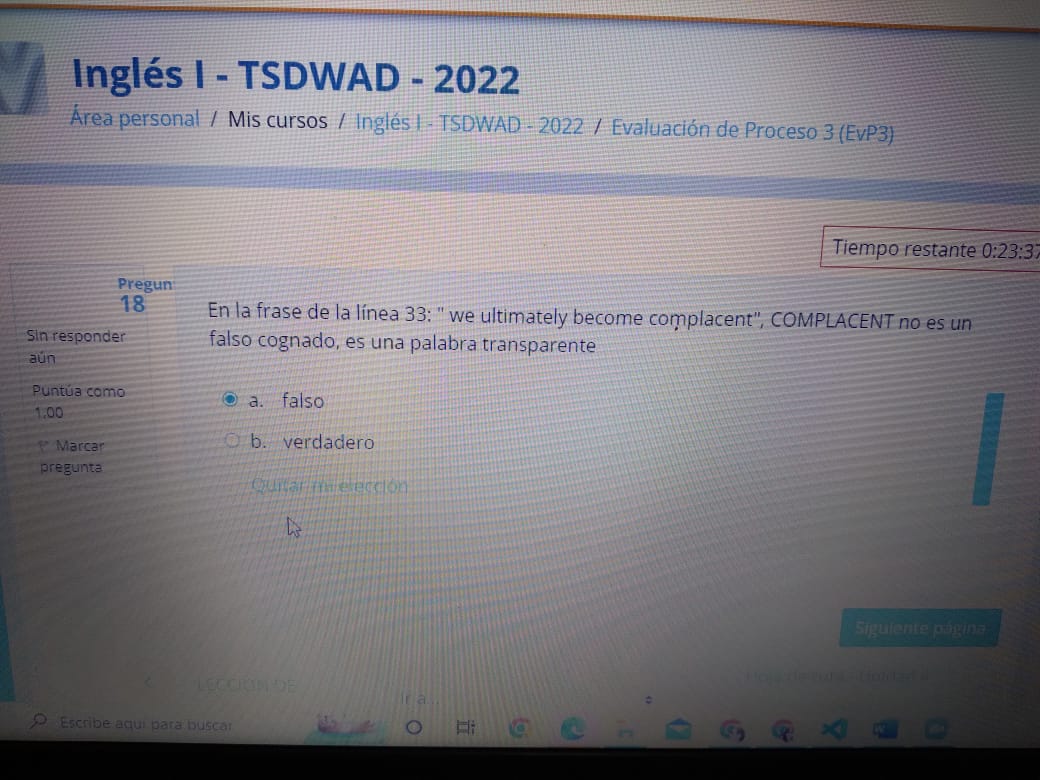 Inglés I - TSDWAD - 2022
Área personal / Mis cursos / Inglés I - TSDWAD - 2022 / Evaluación de Proceso 3 (EvP3)
Tiempo restante 0:23:37
Pregun
18
Sin responder
aún
Puntúa como
1,00
Marcar
pregunta
En la frase de la línea 33: " we ultimately become complacent", COMPLACENT no es un
falso cognado, es una palabra transparente
a. falso
b. verdadero
Quitar mi elección
Siguiente página
LECCIÓN DE
Ir a...
Escribe aquí para buscar